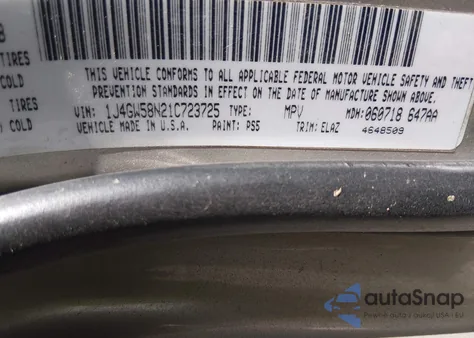 B
TIRES
COLD
TIRES
COLD
THIS VEHICLE CONFORMS TO ALL APPLICABLE FEDERAL MOTOR VEHICLE SAFETY AND THEFT
PREVENTION STANDARDS IN EFFECT ON THE DATE OF MANUFACTURE SHOWN ABOVE.
VIN: 1J4GW58N21C723725 TYPE: MPV MDH: 060718 647AA
VEHICLE MADE IN U.S.A. PAINT: PS5 TRIM: ELAZ 4648509
autoSnap